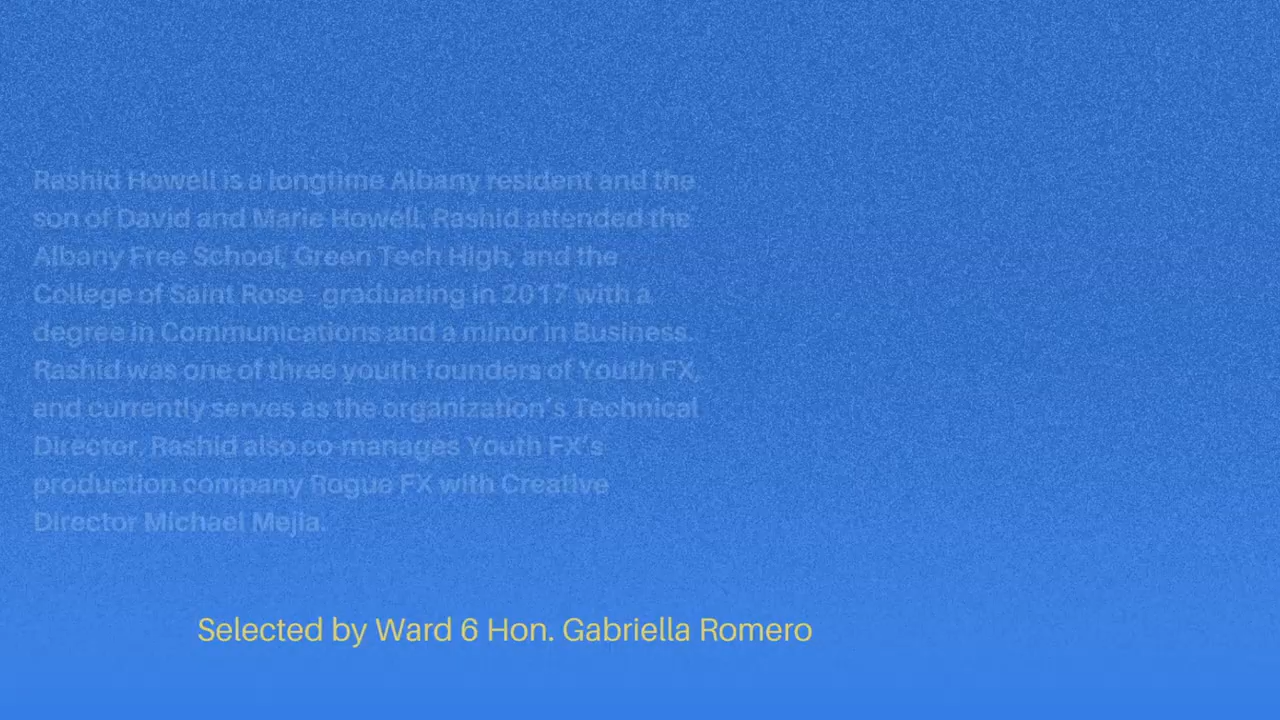 Rashid Howell is a longtime Albany resident and the
son of David and Marie Howell. Rashid attended the
Albany Free School, Green Tech High, and the
College of Saint Rose - graduating in 2017 with a
degree in Communications and a minor in Business.
Rashid was one of three youth founders of Youth FX,
and currently serves as the organization's Technical
Director, Rashid also co-manages Youth FX's
production company Rogue FX with Creative
Director Michael Mejia.
Selected by Ward 6 Hon. Gabriella Romero